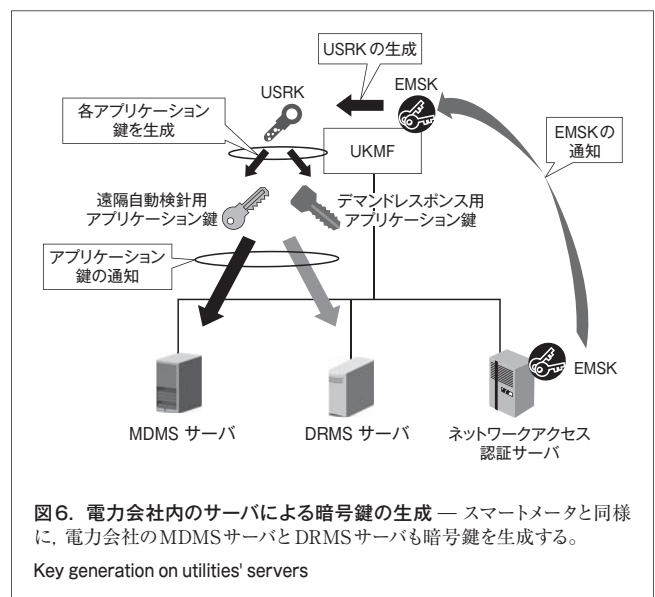 USRKの生成
USRK
EMSK
各アプリケーション
鍵を生成
UKMF
EMSKの
通知
遠隔自動検針用
アプリケーション鍵
デマンドレスポンス用
アプリケーション鍵
アプリケーション
鍵の通知
EMSK
MDMS サーバ
DRMS サーバ
ネットワークアクセス
認証サーバ
図6．電力会社内のサーバによる暗号鍵の生成 ― スマートメータと同様
に，電力会社のMDMSサーバとDRMSサーバも暗号鍵を生成する。
Key generation on utilities' servers